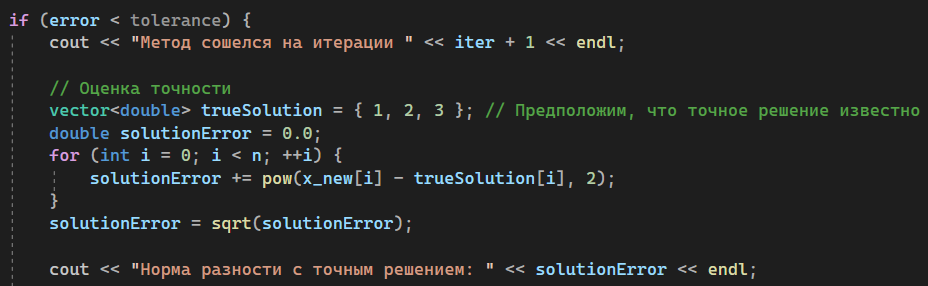 if (error < tolerance) {
cout << "Метод сошелся на итерации " << iter + 1 << endl;
// Оценка точности
vector<double> trueSolution = { 1, 2, 3 }; // Предположим, что точное решение известно
double solutionError = 0.0;
for (int i = 0; i < n; ++i) {
solutionError += pow(x_new[i] - trueSolution[i], 2);
}
solutionError = sqrt(solutionError);
cout << "Норма разности с точным решением: " << solutionError << endl;